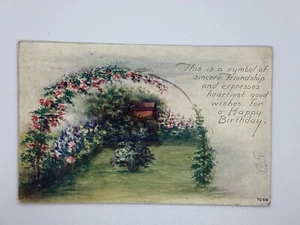 This is a symbol of
sincere friendship
and expresses
heartiest good
wishes for
a Happy
Birthday.